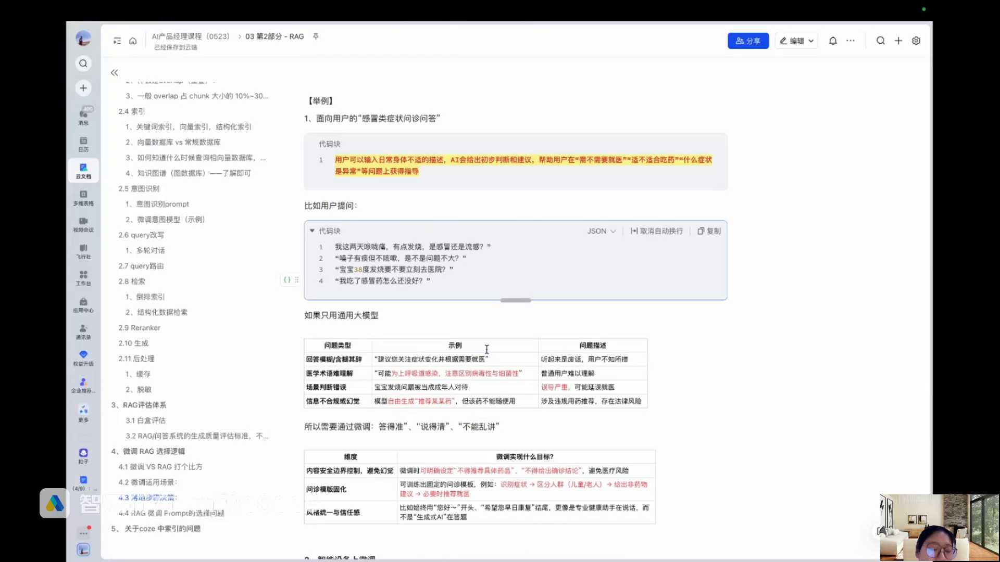 AI产品经理课程（0523）
03 第2部分 - RAG
已经保存到云端
分享
编辑
400
消息
日历
云文档
多维表格
视频会议
飞行社
工作台
应用中心
通讯录
权益升级
企业推荐...
更多
扣子
(4/9)
3、一般 overlap 占 chunk 大小的 10%~30...
2.4 索引
1、关键词索引，向量索引，结构化索引
2、向量数据库 vs 常规数据库
3、如何知道什么时候查询相向量数据库，...
4、知识图谱（图数据库）——了解即可
2.5 意图识别
1、意图识别prompt
2、微调意图模型（示例）
2.6 query改写
1、多轮对话
2.7 query路由
2.8 检索
1、倒排索引
2、结构化数据检索
2.9 Reranker
2.10 生成
2.11 后处理
1、缓存
2、脱敏
3、RAG评估体系
3.1 白盒评估
3.2 RAG/问答系统的生成质量评估标准，不...
4、微调 RAG 选择逻辑
4.1 微调 VS RAG 打个比方
4.2 微调适用场景：
4.3 落地步骤决策：
4.4 RAG 微调 Prompt的选择问题
5、 关于coze 中索引的问题
【举例】
1、面向用户的“感冒类症状问诊问答”
代码块
1 用户可以输入日常身体不适的描述，AI会给出初步判断和建议，帮助用户在“需不需要就医”“适不适合吃药”“什么症状
是异常”等问题上获得指导
比如用户提问：
代码块 JSON 取消自动换行 复制
1 我这两天喉咙痛，有点发烧，是感冒还是流感？”
2 “嗓子有痰但不咳嗽，是不是问题不大？”
3 “宝宝38度发烧要不要立刻去医院？”
4 “我吃了感冒药怎么还没好？”
如果只用通用大模型
问题类型 示例 问题描述
回答模糊/含糊其辞 “建议您关注症状变化并根据需要就医” 听起来是废话，用户不知所措
医学术语难理解 “可能为上呼吸道感染，注意区别病毒性与细菌性” 普通用户难以理解
场景判断错误 宝宝发烧问题被当成成年人对待 误导严重，可能延误就医
信息不合规或幻觉 模型自由生成“推荐某某药”，但该药不能随便用 涉及违规用药推荐，存在法律风险
所以需要通过微调：答得准”、“说得清”、“不能乱讲”
维度 微调实现什么目标？
内容安全边界控制，避免幻觉 微调时可明确设定“不得推荐具体药品”、“不得给出确诊结论”，避免医疗风险
问诊模版固化 可训练出固定的问诊模板，例如：识别症状 → 区分人群（儿童/老人）→ 给出非药物
建议 → 必要时推荐就医
风格统一与信任感 比如始终用“您好～”开头、“希望您早日康复”结尾，更像是专业健康助手在说话，而
不是“生成式AI”在答题